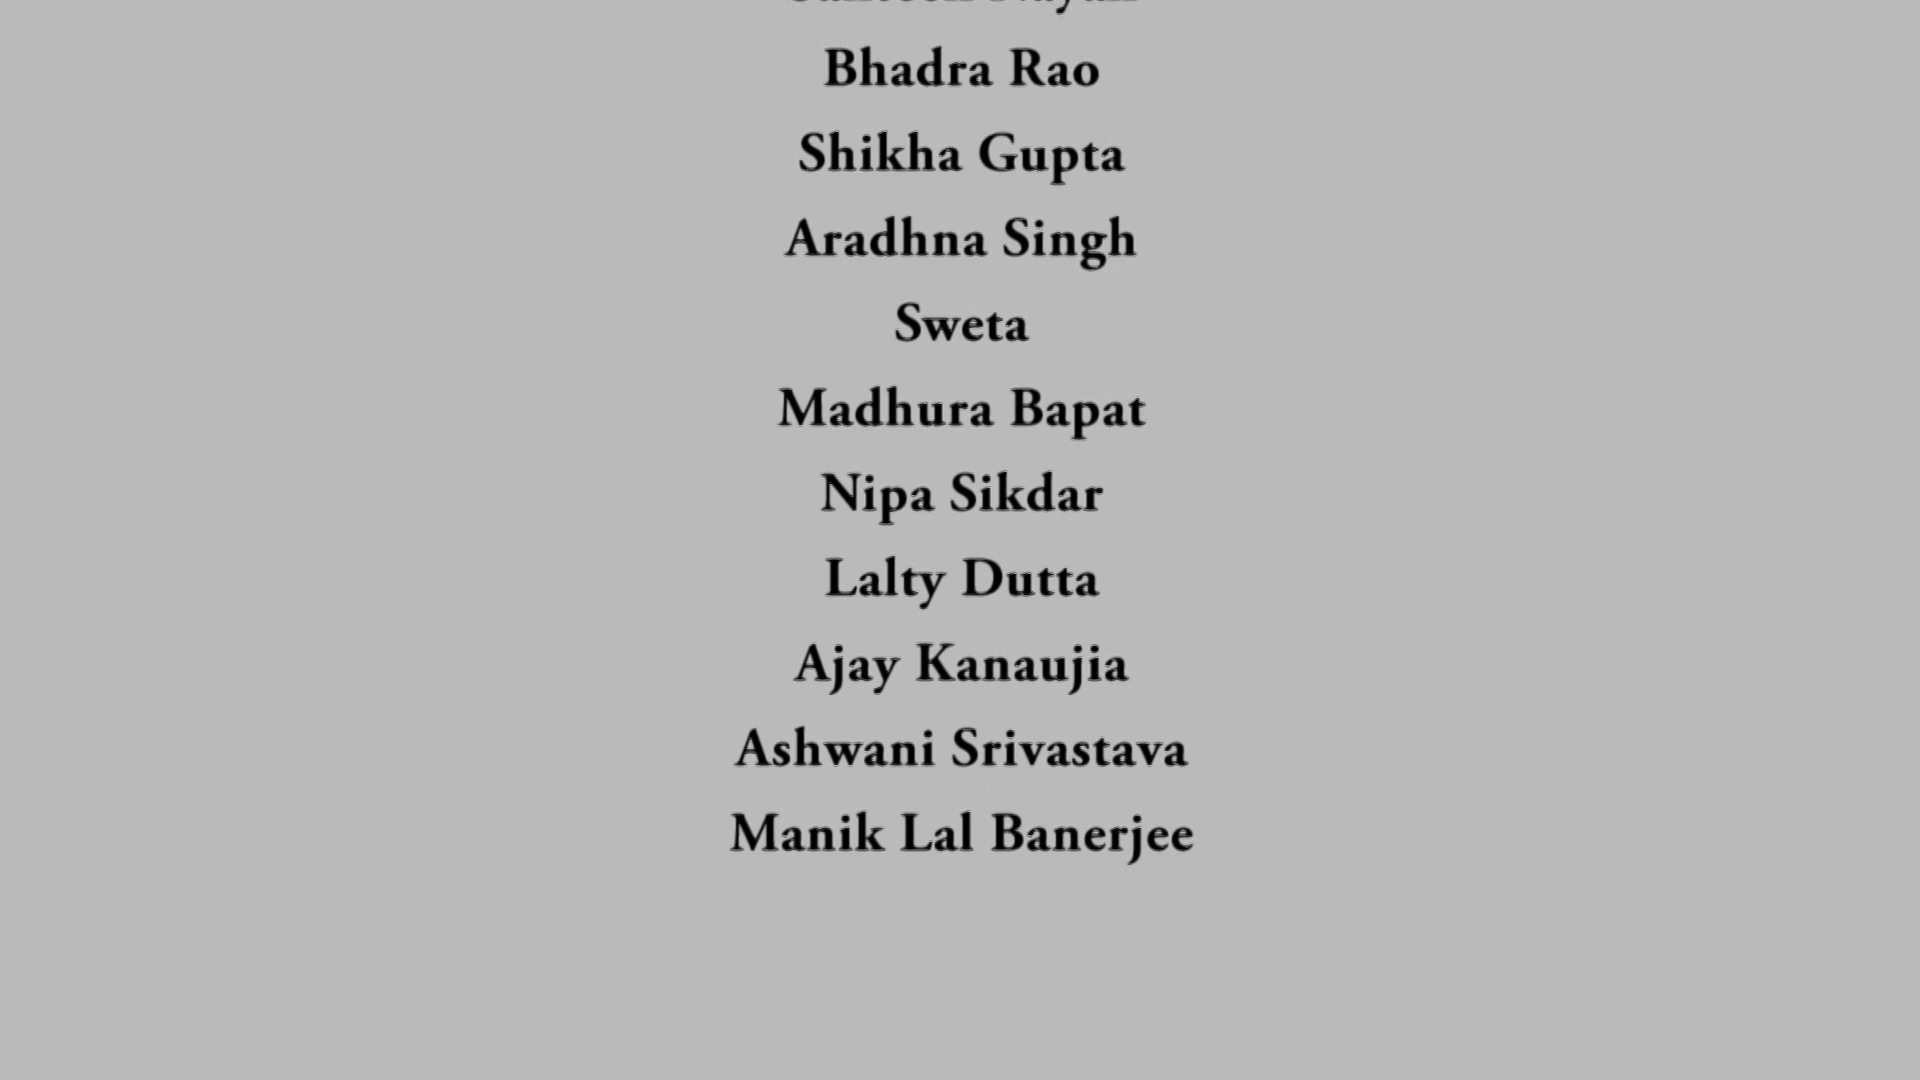 Bhadra Rao
Shikha Gupta
Aradhna Singh
Sweta
Madhura Bapat
Nipa Sikdar
Lalty Dutta
Ajay Kanaujia
Ashwani Srivastava
Manik Lal Banerjee